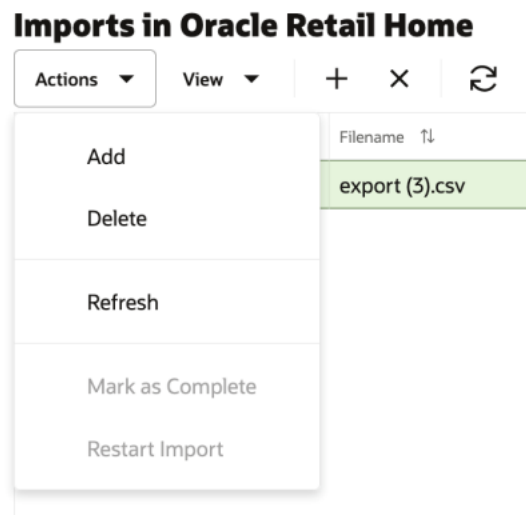 Imports in Oracle Retail Home
Actions View
Filename
Add
export (3).csv
Delete
Refresh
Mark as Complete
Restart Import